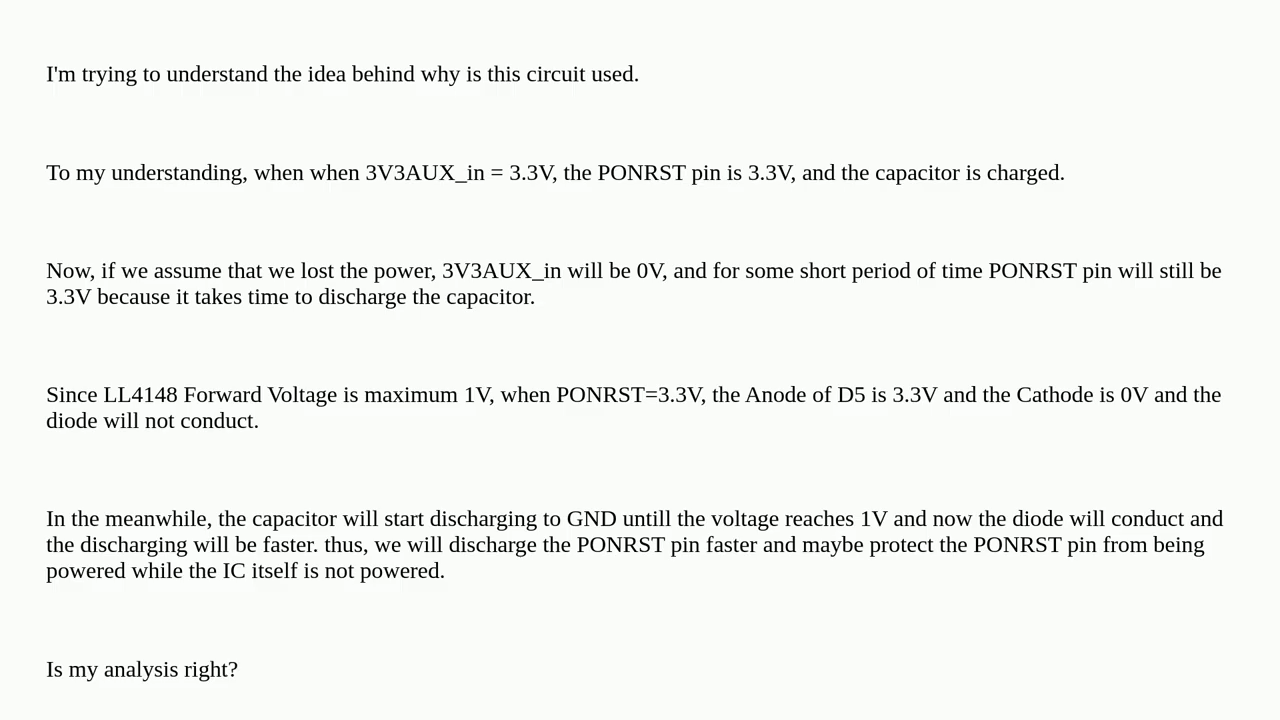 I'm trying to understand the idea behind why is this circuit used.
To my understanding, when when 3V3AUX_in = 3.3V, the PONRST pin is 3.3V, and the capacitor is charged.
Now, if we assume that we lost the power, 3V3AUX_in will be 0V, and for some short period of time PONRST pin will still be
3.3V because it takes time to discharge the capacitor.
Since LL4148 Forward Voltage is maximum 1V, when PONRST=3.3V, the Anode of D5 is 3.3V and the Cathode is 0V and the
diode will not conduct.
In the meanwhile, the capacitor will start discharging to GND untill the voltage reaches 1V and now the diode will conduct and
the discharging will be faster. thus, we will discharge the PONRST pin faster and maybe protect the PONRST pin from being
powered while the IC itself is not powered.
Is my analysis right?